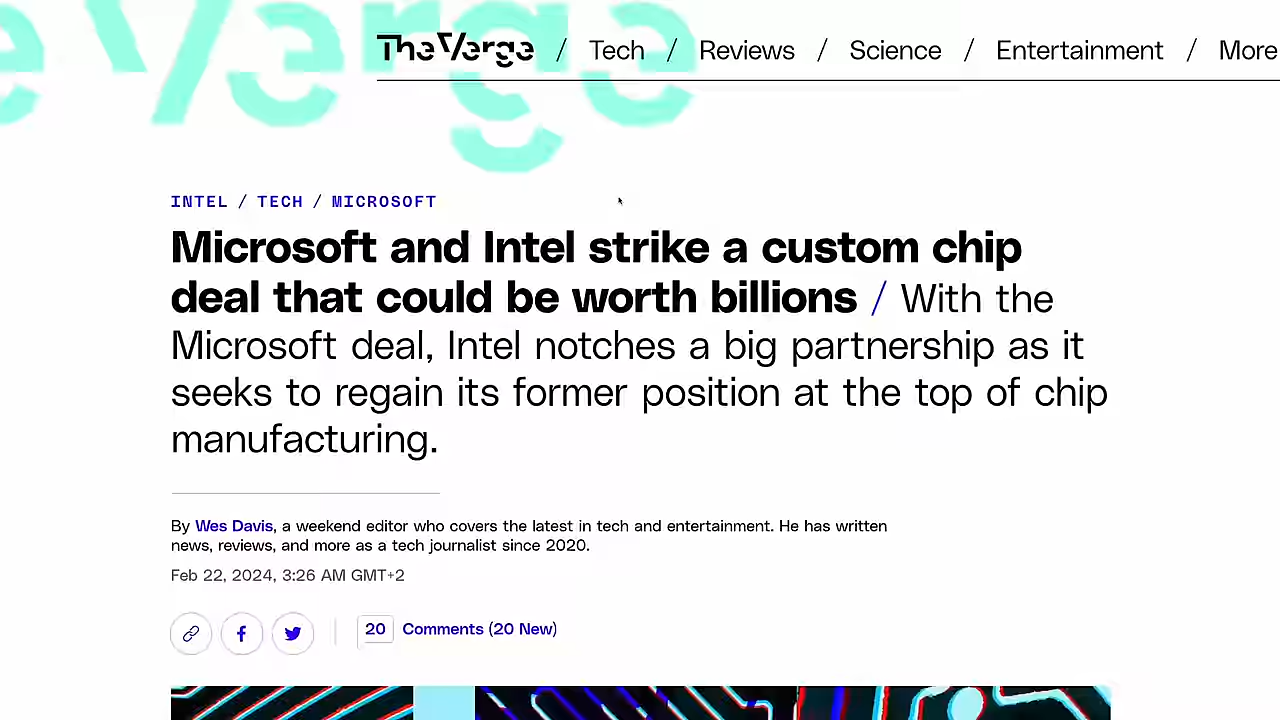 e Verge
The Verge / Tech / Reviews / Science / Entertainment / More
INTEL / TECH / MICROSOFT
Microsoft and Intel strike a custom chip
deal that could be worth billions / With the
Microsoft deal, Intel notches a big partnership as it
seeks to regain its former position at the top of chip
manufacturing.
By Wes Davis, a weekend editor who covers the latest in tech and entertainment. He has written
news, reviews, and more as a tech journalist since 2020.
Feb 22, 2024, 3:26 AM GMT+2
20 Comments (20 New)